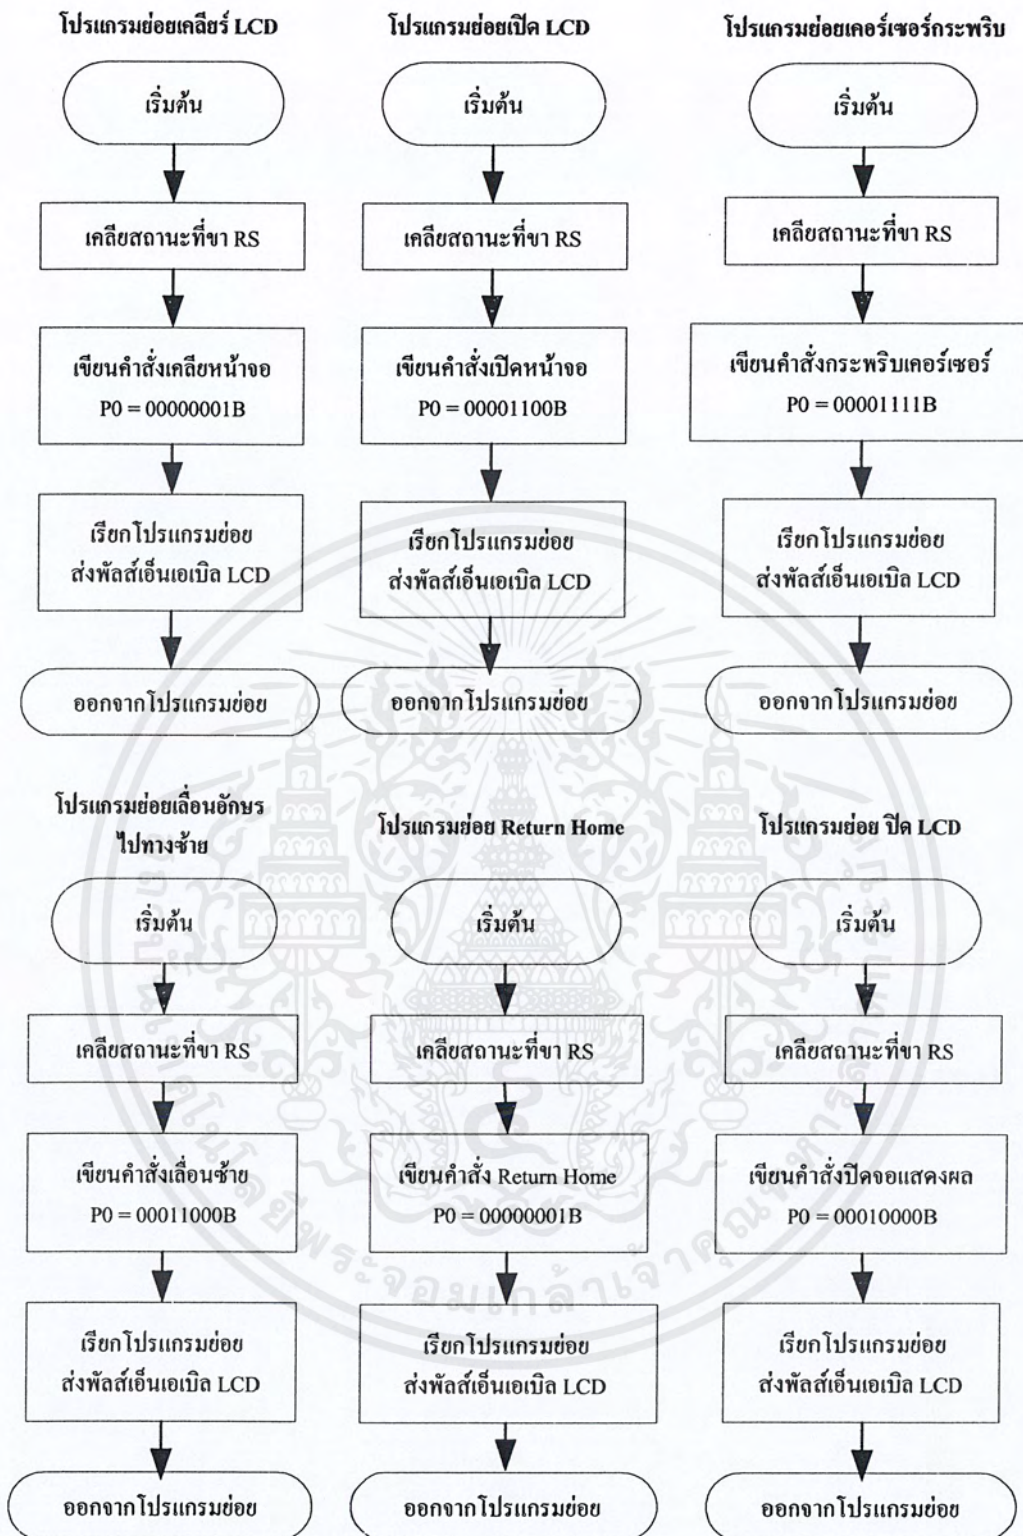 โปรแกรมย่อยเคลียร์ LCD
เริ่มต้น
เคลียสถานะที่ขา RS
เขียนคำสั่งเคลียหน้าจอ
P0 = 00000001B
เรียกโปรแกรมย่อย
ส่งพัลส์เอ็นเอเบิล LCD
ออกจากโปรแกรมย่อย
โปรแกรมย่อยเปิด LCD
เริ่มต้น
เคลียสถานะที่ขา RS
เขียนคำสั่งเปิดหน้าจอ
P0 = 00001100B
เรียกโปรแกรมย่อย
ส่งพัลส์เอ็นเอเบิล LCD
ออกจากโปรแกรมย่อย
โปรแกรมย่อยเคอร์เซอร์กระพริบ
เริ่มต้น
เคลียสถานะที่ขา RS
เขียนคำสั่งกระพริบเคอร์เซอร์
P0 = 00001111B
เรียกโปรแกรมย่อย
ส่งพัลส์เอ็นเอเบิล LCD
ออกจากโปรแกรมย่อย
โปรแกรมย่อยเลื่อนอักษร
ไปทางซ้าย
เริ่มต้น
เคลียสถานะที่ขา RS
เขียนคำสั่งเลื่อนซ้าย
P0 = 00011000B
เรียกโปรแกรมย่อย
ส่งพัลส์เอ็นเอเบิล LCD
ออกจากโปรแกรมย่อย
โปรแกรมย่อย Return Home
เริ่มต้น
เคลียสถานะที่ขา RS
เขียนคำสั่ง Return Home
P0 = 00000001B
เรียกโปรแกรมย่อย
ส่งพัลส์เอ็นเอเบิล LCD
ออกจากโปรแกรมย่อย
โปรแกรมย่อย ปิด LCD
เริ่มต้น
เคลียสถานะที่ขา RS
เขียนคำสั่งปิดจอแสดงผล
P0 = 00010000B
เรียกโปรแกรมย่อย
ส่งพัลส์เอ็นเอเบิล LCD
ออกจากโปรแกรมย่อย